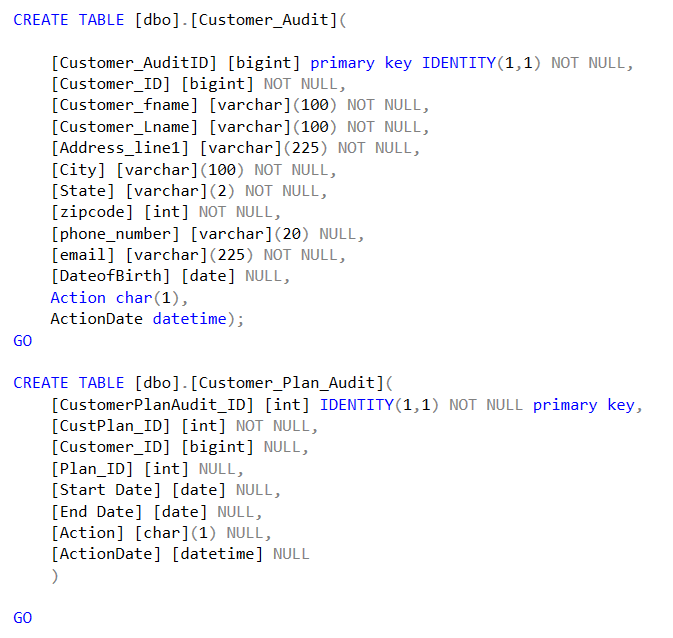 CREATE TABLE [dbo].[Customer_Audit](
[Customer_AuditID] [bigint] primary key IDENTITY(1,1) NOT NULL,
[Customer_ID] [bigint] NOT NULL,
[Customer_fname] [varchar](100) NOT NULL,
[Customer_Lname] [varchar](100) NOT NULL,
[Address_line1] [varchar](225) NOT NULL,
[City] [varchar](100) NOT NULL,
[State] [varchar](2) NOT NULL,
[zipcode] [int] NOT NULL,
[phone_number] [varchar](20) NULL,
[email] [varchar](225) NOT NULL,
[DateofBirth] [date] NULL,
Action char(1),
ActionDate datetime);
GO
CREATE TABLE [dbo].[Customer_Plan_Audit](
[CustomerPlanAudit_ID] [int] IDENTITY(1,1) NOT NULL primary key,
[CustPlan_ID] [int] NOT NULL,
[Customer_ID] [bigint] NULL,
[Plan_ID] [int] NULL,
[Start Date] [date] NULL,
[End Date] [date] NULL,
[Action] [char](1) NULL,
[ActionDate] [datetime] NULL
)
GO